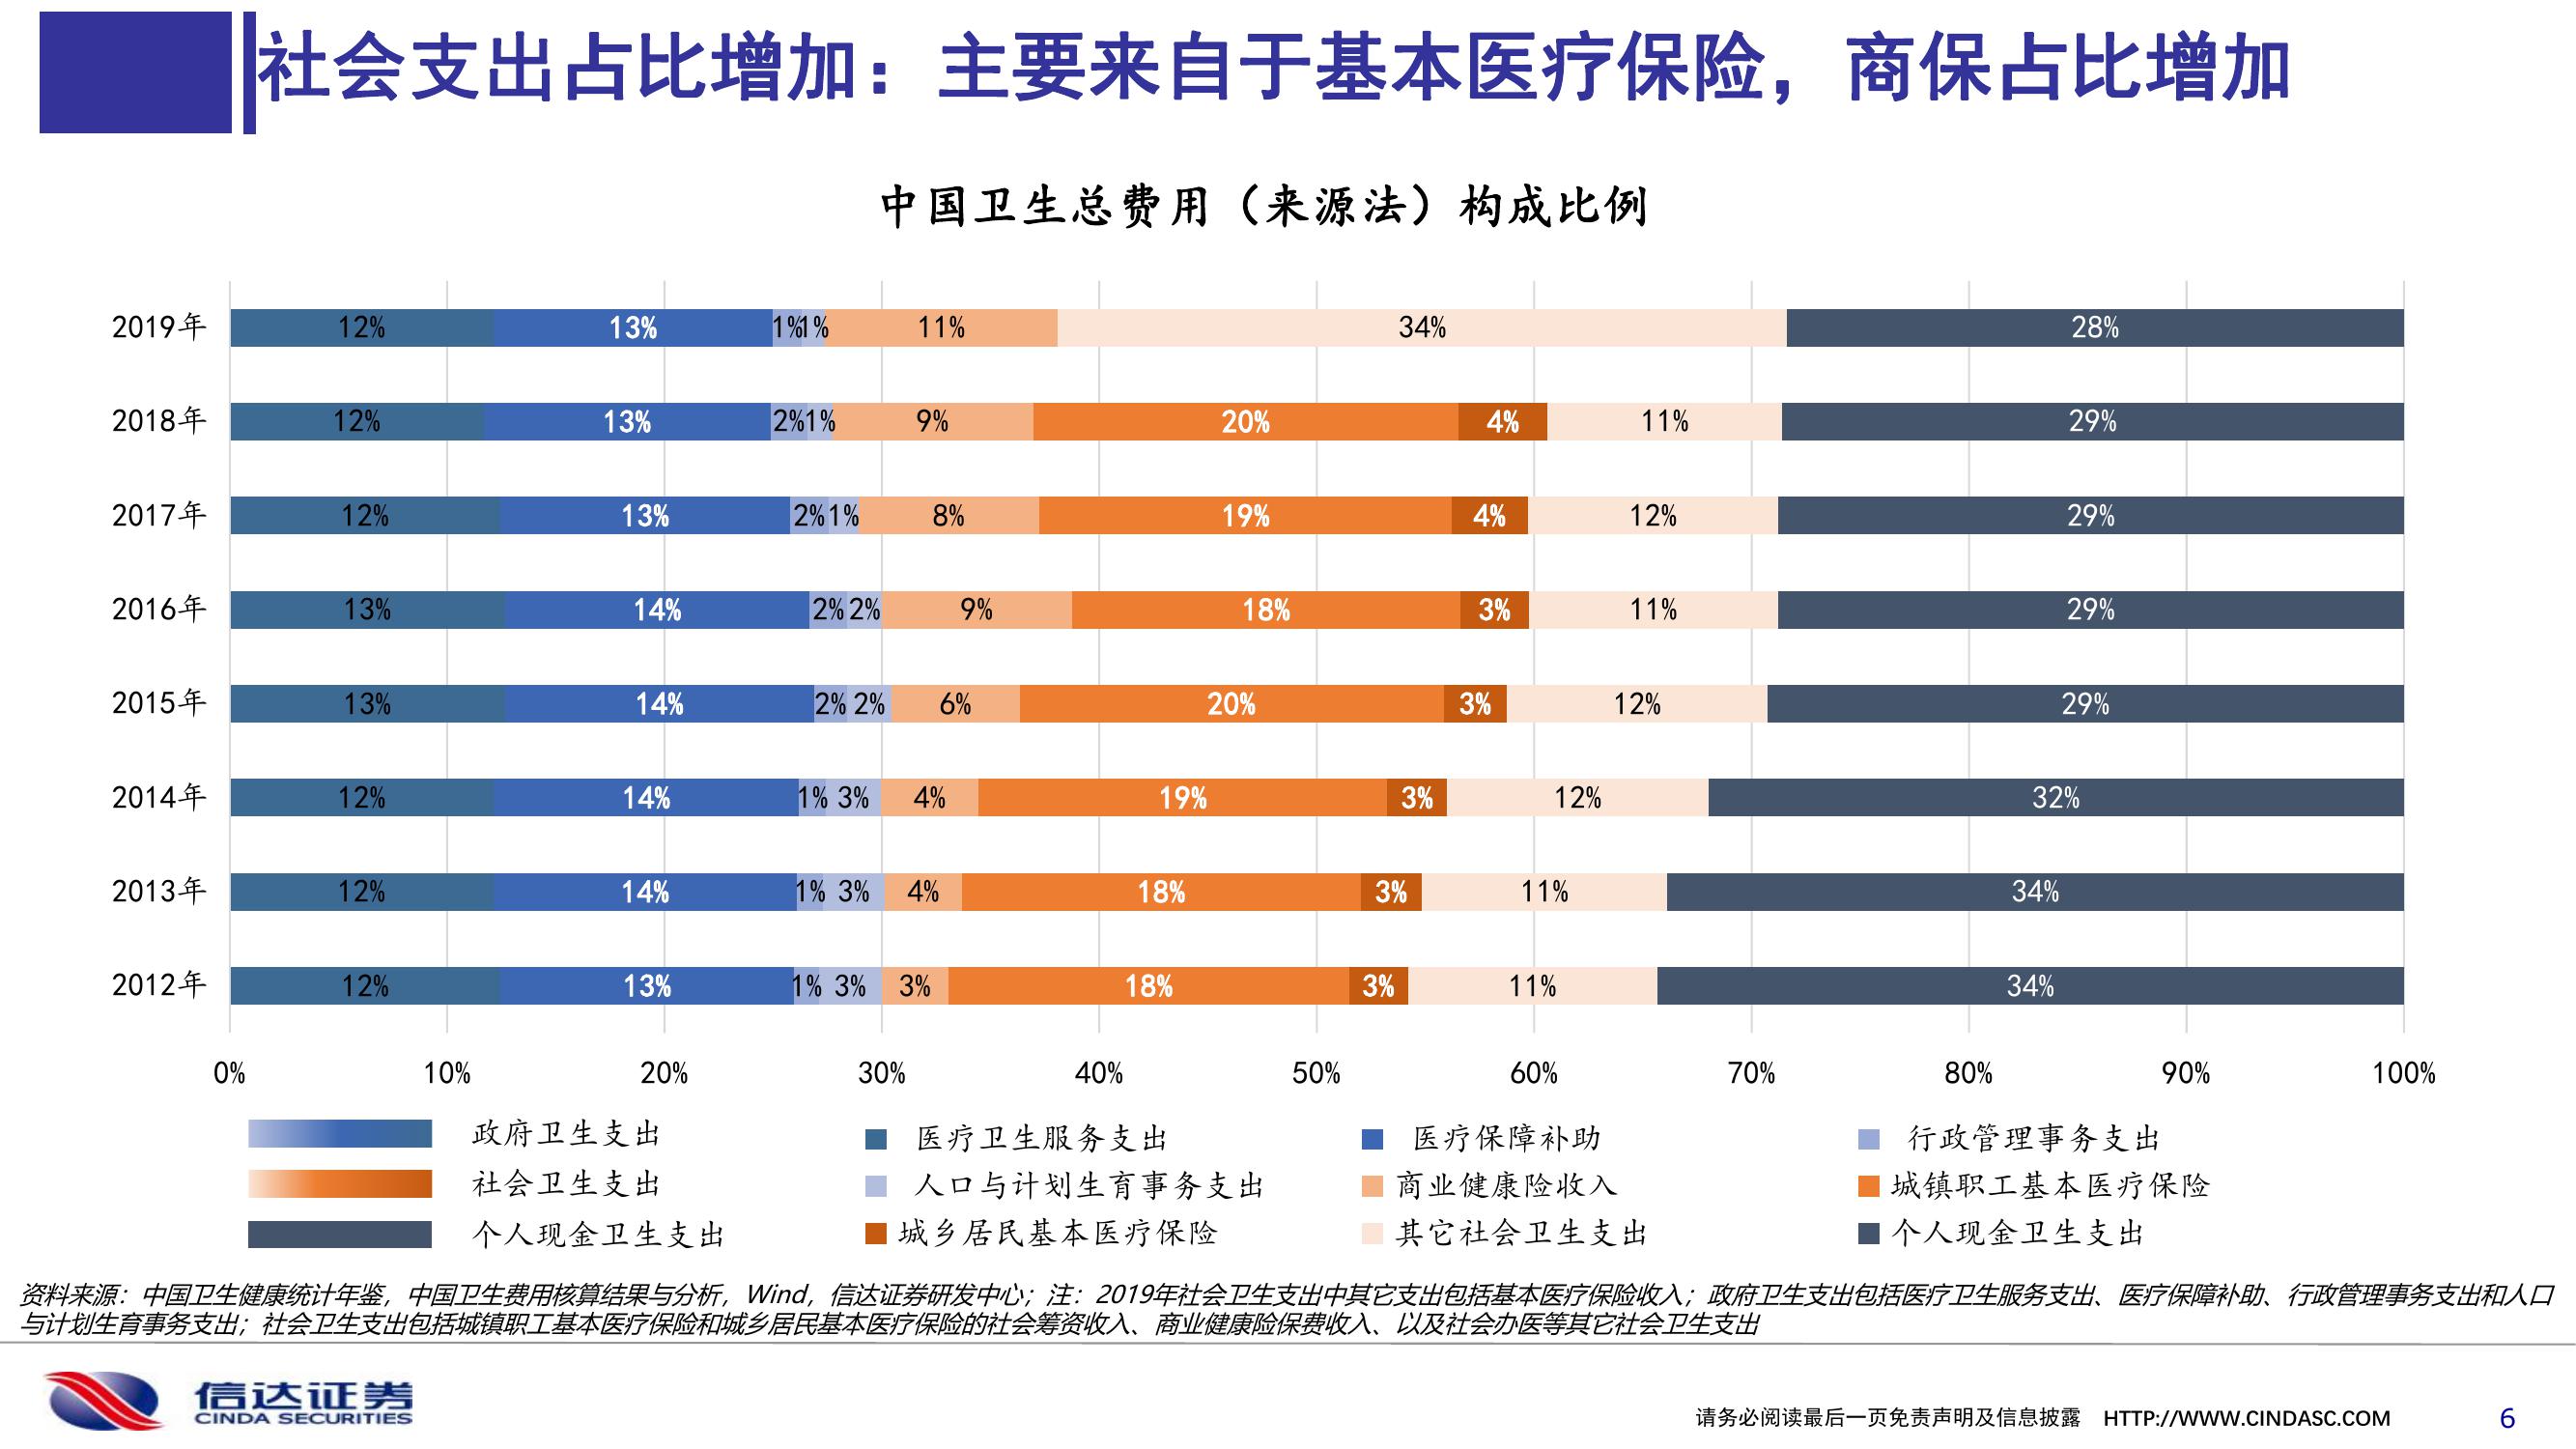 社会支出占比增加：主要来自于基本医疗保险，商保占比增加
中国卫生总费用（来源法）构成比例
2019年 12% 13% 1% 1% 11% 34% 28%
2018年 12% 13% 2% 1% 9% 20% 4% 11% 29%
2017年 12% 13% 2% 1% 8% 19% 4% 12% 29%
2016年 13% 14% 2% 2% 9% 18% 3% 11% 29%
2015年 13% 14% 2% 2% 6% 20% 3% 12% 29%
2014年 12% 14% 1% 3% 4% 19% 3% 12% 32%
2013年 12% 14% 1% 3% 4% 18% 3% 11% 34%
2012年 12% 13% 1% 3% 3% 18% 3% 11% 34%
0% 10% 20% 30% 40% 50% 60% 70% 80% 90% 100%
政府卫生支出 医疗卫生服务支出 医疗保障补助 行政管理事务支出
社会卫生支出 人口与计划生育事务支出 商业健康险收入 城镇职工基本医疗保险
个人现金卫生支出 城乡居民基本医疗保险 其它社会卫生支出 个人现金卫生支出
资料来源：中国卫生健康统计年鉴，中国卫生费用核算结果与分析，Wind，信达证券研发中心；注：2019年社会卫生支出中其它支出包括基本医疗保险收入；政府卫生支出包括医疗卫生服务支出、医疗保障补助、行政管理事务支出和人口
与计划生育事务支出；社会卫生支出包括城镇职工基本医疗保险和城乡居民基本医疗保险的社会筹资收入、商业健康险保费收入、以及社会办医等其它社会卫生支出
信达证券
CINDA SECURITIES
请务必阅读最后一页免责声明及信息披露 HTTP://WWW.CINDASC.COM 6